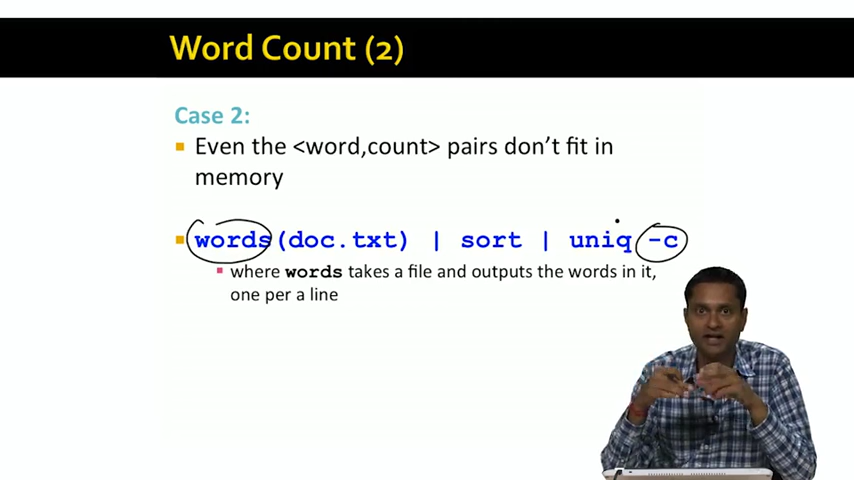 Word Count (2)
Case 2:
Even the <word,count> pairs don't fit in
memory
words(doc.txt) | sort | uniq -c
where words takes a file and outputs the words in it,
one per a line